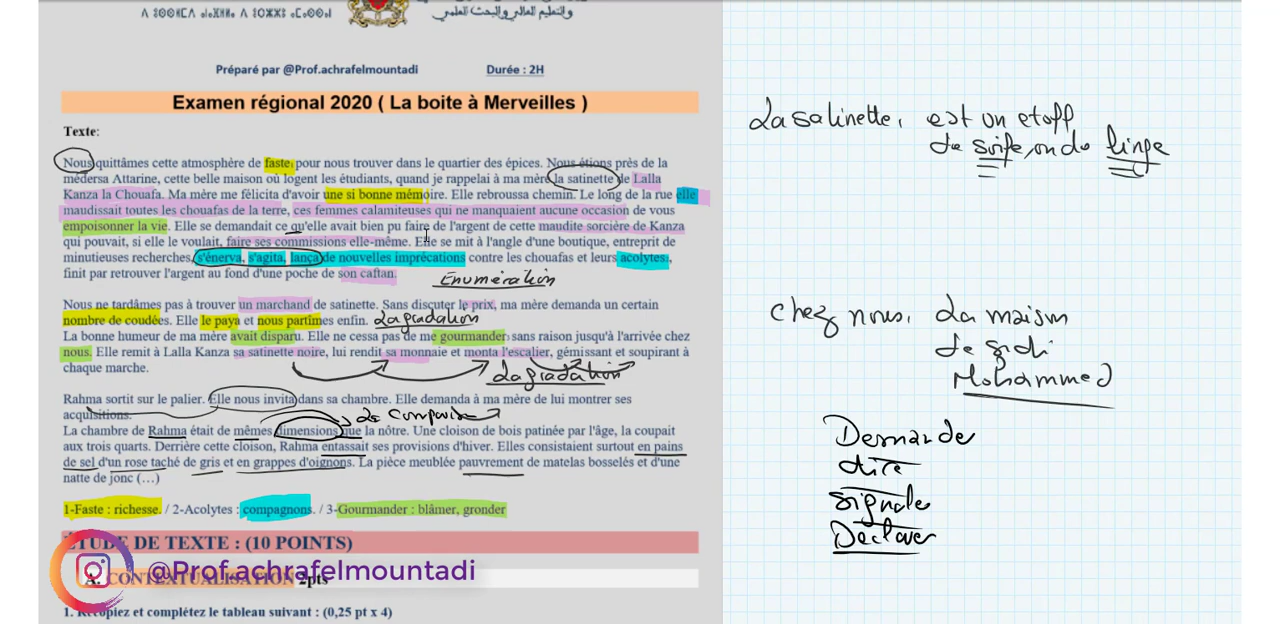 ⴷ ⵓⵙⵙⵍⵎⴷ ⴰⵏⴰⴼⵍⵍⴰ ⴷ ⵓⵔⵣⵣⵓ ⴰⵎⴰⵙⵙⴰⵏ
والتعليم العالي والبحث العلمي
Préparé par @Prof.achrafelmountadi Durée : 2H
Examen régional 2020 ( La boite à Merveilles )
Texte:
Nous quittâmes cette atmosphère de faste1 pour nous trouver dans le quartier des épices. Nous étions près de la
médersa Attarine, cette belle maison où logent les étudiants, quand je rappelai à ma mère la satinette de Lalla
Kanza la Chouafa. Ma mère me félicita d'avoir une si bonne mémoire. Elle rebroussa chemin. Le long de la rue elle
maudissait toutes les chouafas de la terre, ces femmes calamiteuses qui ne manquaient aucune occasion de vous
empoisonner la vie. Elle se demandait ce qu'elle avait bien pu faire de l'argent de cette maudite sorcière de Kanza
qui pouvait, si elle le voulait, faire ses commissions elle-même. Elle se mit à l'angle d'une boutique, entreprit de
minutieuses recherches, s'énerva, s'agita, lança de nouvelles imprécations contre les chouafas et leurs acolytes2,
finit par retrouver l'argent au fond d'une poche de son caftan.
Enumération
Nous ne tardâmes pas à trouver un marchand de satinette. Sans discuter le prix, ma mère demanda un certain
nombre de coudées. Elle le paya et nous partîmes enfin. La gradation
La bonne humeur de ma mère avait disparu. Elle ne cessa pas de me gourmander3 sans raison jusqu'à l'arrivée chez
nous. Elle remit à Lalla Kanza sa satinette noire, lui rendit sa monnaie et monta l'escalier, gémissant et soupirant à
chaque marche.
La gradation
Rahma sortit sur le palier. Elle nous invita dans sa chambre. Elle demanda à ma mère de lui montrer ses
acquisitions.
La chambre de Rahma était de mêmes dimensions que la nôtre. Une cloison de bois patinée par l'âge, la coupait
aux trois quarts. Derrière cette cloison, Rahma entassait ses provisions d'hiver. Elles consistaient surtout en pains
de sel d'un rose taché de gris et en grappes d'oignons. La pièce meublée pauvrement de matelas bosselés et d'une
natte de jonc (…)
1-Faste : richesse. / 2-Acolytes : compagnons. / 3-Gourmander : blâmer, gronder
ÉTUDE DE TEXTE : (10 POINTS)
@Prof.achrafelmountadi
A. CONTEXTUALISATION 2pts
1. Recopiez et complétez le tableau suivant : (0,25 pt x 4)
La satinette, est un etoff
de soife, ou de linge
chez nous, La maison
de sidi
Mohammed
Demande
dire
signale
Déclarer